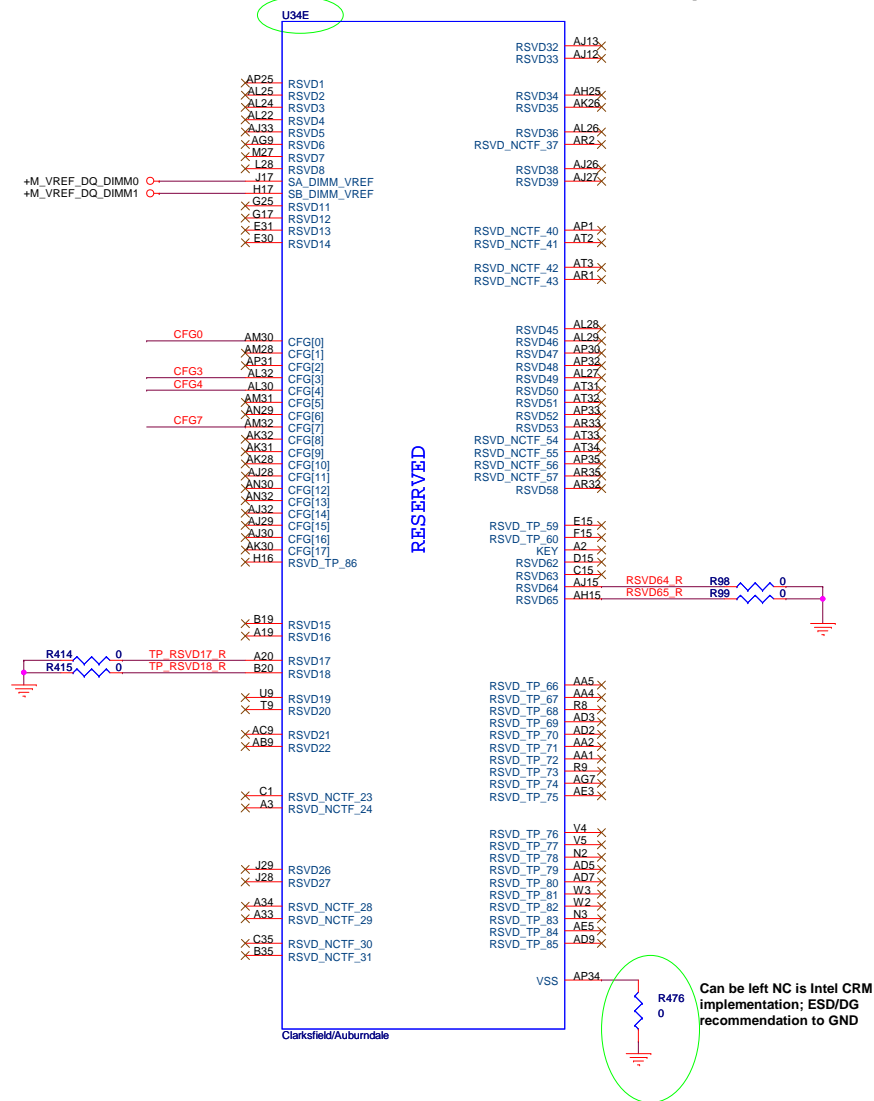 U34E
AP25 RSVD1
AL25 RSVD2
AL24 RSVD3
AL22 RSVD4
AJ33 RSVD5
AG9 RSVD6
M27 RSVD7
L28 RSVD8
+M_VREF_DQ_DIMM0 J17 SA_DIMM_VREF
+M_VREF_DQ_DIMM1 H17 SB_DIMM_VREF
G25 RSVD11
G17 RSVD12
E31 RSVD13
E30 RSVD14
CFG0 AM30 CFG[0]
AM28 CFG[1]
AP31 CFG[2]
CFG3 AL32 CFG[3]
CFG4 AL30 CFG[4]
AM31 CFG[5]
AN29 CFG[6]
CFG7 AM32 CFG[7]
AK32 CFG[8]
AK31 CFG[9]
AK28 CFG[10]
AJ28 CFG[11]
AN30 CFG[12]
AN32 CFG[13]
AJ32 CFG[14]
AJ29 CFG[15]
AJ30 CFG[16]
AK30 CFG[17]
H16 RSVD_TP_86
B19 RSVD15
A19 RSVD16
R414 0 TP_RSVD17_R A20 RSVD17
R415 0 TP_RSVD18_R B20 RSVD18
U9 RSVD19
T9 RSVD20
AC9 RSVD21
AB9 RSVD22
C1 RSVD_NCTF_23
A3 RSVD_NCTF_24
J29 RSVD26
J28 RSVD27
A34 RSVD_NCTF_28
A33 RSVD_NCTF_29
C35 RSVD_NCTF_30
B35 RSVD_NCTF_31
RESERVED
RSVD32 AJ13
RSVD33 AJ12
RSVD34 AH25
RSVD35 AK26
RSVD36 AL26
RSVD_NCTF_37 AR2
RSVD38 AJ26
RSVD39 AJ27
RSVD_NCTF_40 AP1
RSVD_NCTF_41 AT2
RSVD_NCTF_42 AT3
RSVD_NCTF_43 AR1
RSVD45 AL28
RSVD46 AL29
RSVD47 AP30
RSVD48 AP32
RSVD49 AL27
RSVD50 AT31
RSVD51 AT32
RSVD52 AP33
RSVD53 AR33
RSVD_NCTF_54 AT33
RSVD_NCTF_55 AT34
RSVD_NCTF_56 AP35
RSVD_NCTF_57 AR35
RSVD58 AR32
RSVD_TP_59 E15
RSVD_TP_60 F15
KEY A2
RSVD62 D15
RSVD63 C15
RSVD64 AJ15 RSVD64_R R98 0
RSVD65 AH15 RSVD65_R R99 0
RSVD_TP_66 AA5
RSVD_TP_67 AA4
RSVD_TP_68 R8
RSVD_TP_69 AD3
RSVD_TP_70 AD2
RSVD_TP_71 AA2
RSVD_TP_72 AA1
RSVD_TP_73 R9
RSVD_TP_74 AG7
RSVD_TP_75 AE3
RSVD_TP_76 V4
RSVD_TP_77 V5
RSVD_TP_78 N2
RSVD_TP_79 AD5
RSVD_TP_80 AD7
RSVD_TP_81 W3
RSVD_TP_82 W2
RSVD_TP_83 N3
RSVD_TP_84 AE5
RSVD_TP_85 AD9
VSS AP34
R476
0
Can be left NC is Intel CRM
implementation; ESD/DG
recommendation to GND
Clarksfield/Auburndale